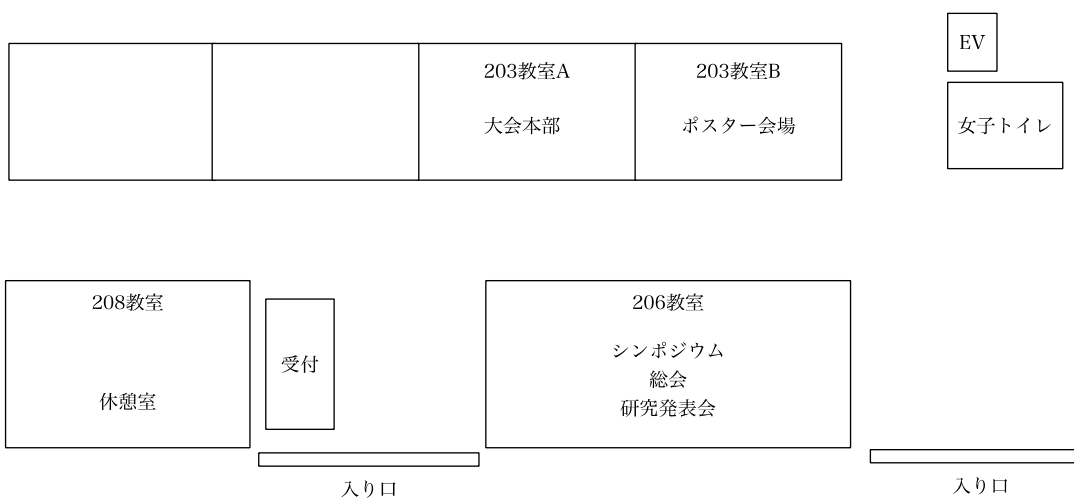 EV
203教室A
203教室B
大会本部
ポスター会場
女子トイレ
208教室
206教室
受付
シンポジウム
総会
研究発表会
休憩室
入り口
入り口